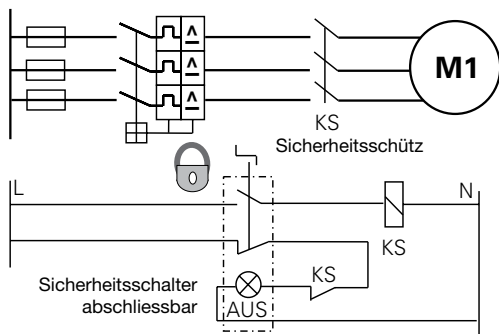 M1
KS
Sicherheitsschütz
L
N
KS
Sicherheitsschalter
abschliessbar
KS
AUS